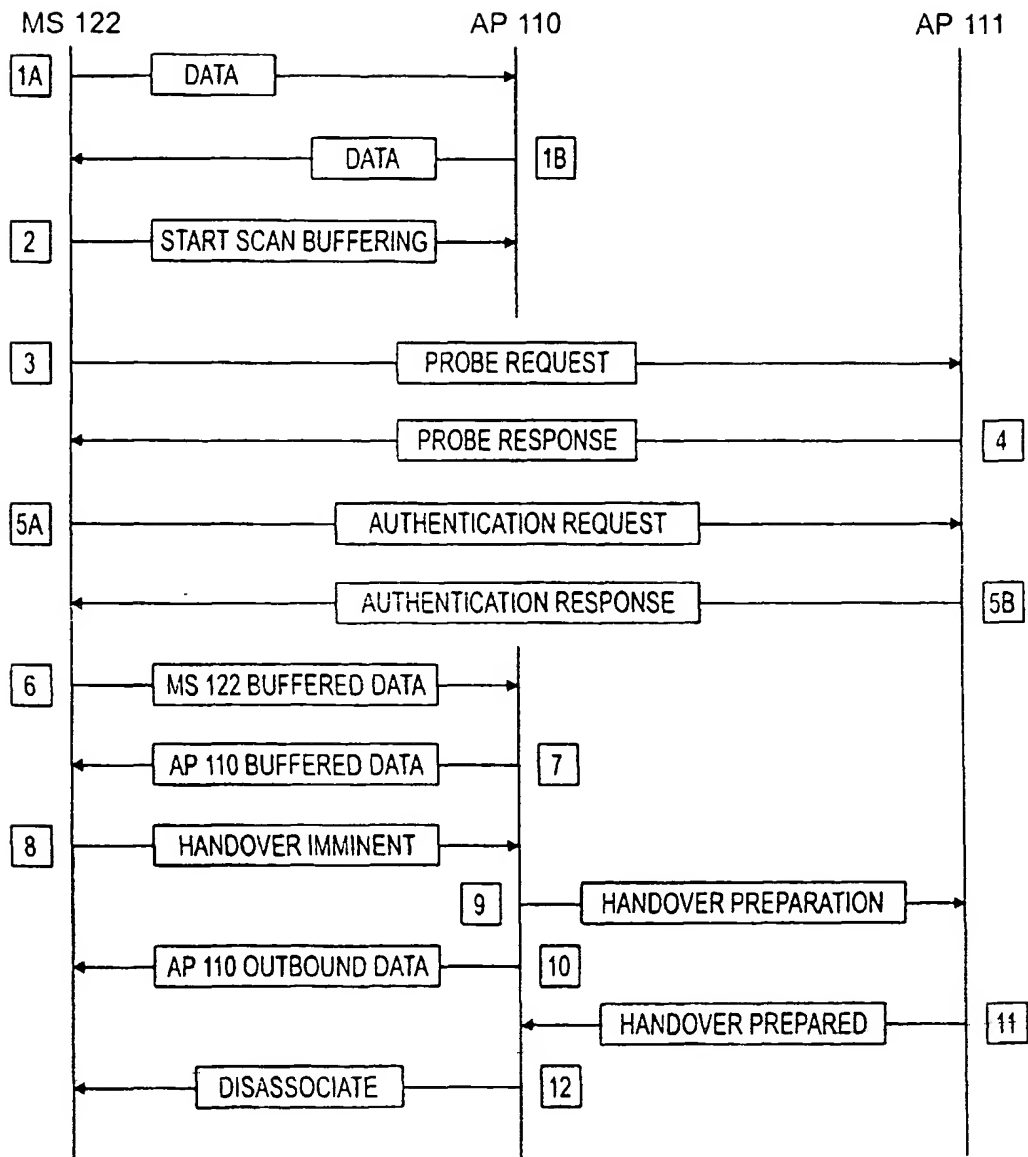 MS 122 AP 110 AP 111
1A DATA
DATA 1B
2 START SCAN BUFFERING
3 PROBE REQUEST
PROBE RESPONSE 4
5A AUTHENTICATION REQUEST
AUTHENTICATION RESPONSE 5B
6 MS 122 BUFFERED DATA
AP 110 BUFFERED DATA 7
8 HANDOVER IMMINENT
9 HANDOVER PREPARATION
AP 110 OUTBOUND DATA 10
HANDOVER PREPARED 11
DISASSOCIATE 12